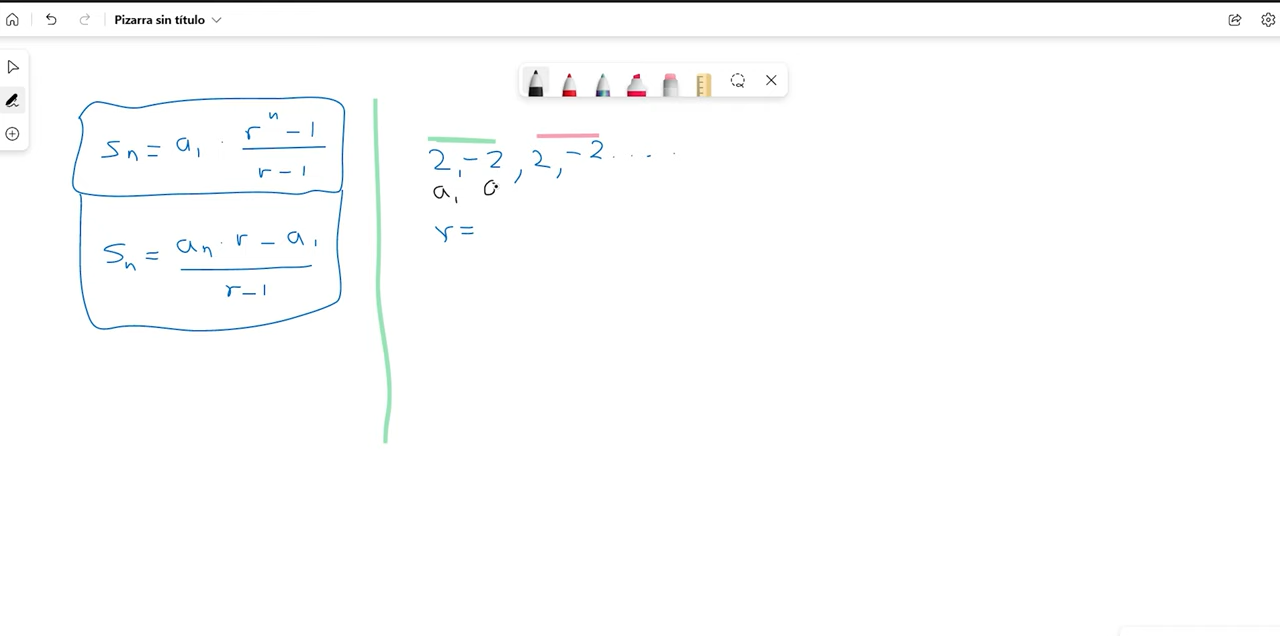 Pizarra sin título
Sn = a1 · r^n - 1 / r - 1
Sn = an · r - a1 / r - 1
2, -2, 2, -2 .....
a1 a
r =